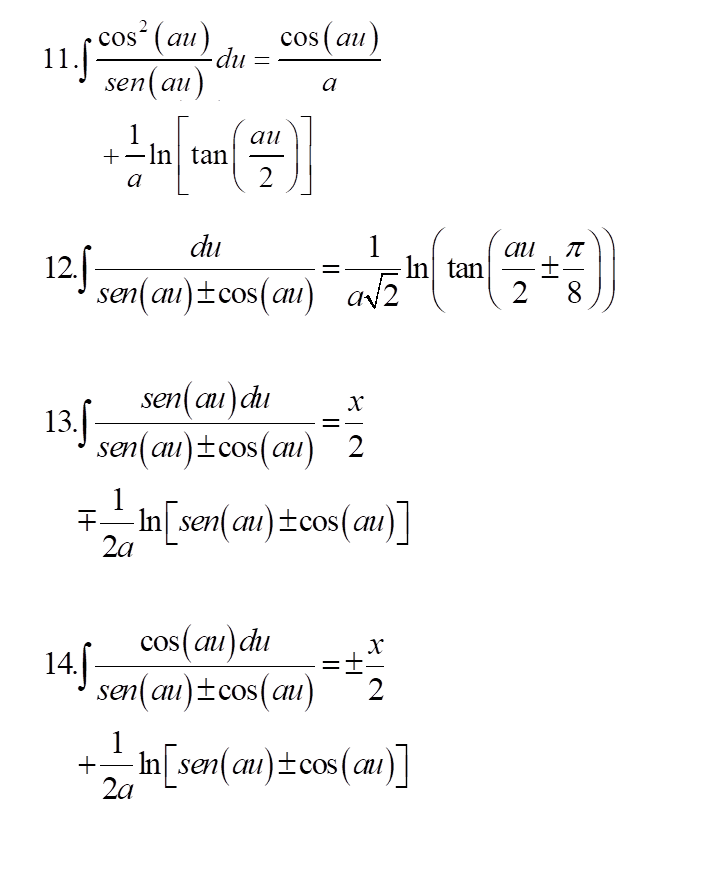 11.∫ cos²(au)/sen(au) du = cos(au)/a
+ 1/a ln[tan(au/2)]
12.∫ du/(sen(au)±cos(au)) = 1/(a√2) ln(tan(au/2 ± π/8))
13.∫ sen(au)du/(sen(au)±cos(au)) = x/2
∓ 1/(2a) ln[sen(au)±cos(au)]
14.∫ cos(au)du/(sen(au)±cos(au)) = ± x/2
+ 1/(2a) ln[sen(au)±cos(au)]